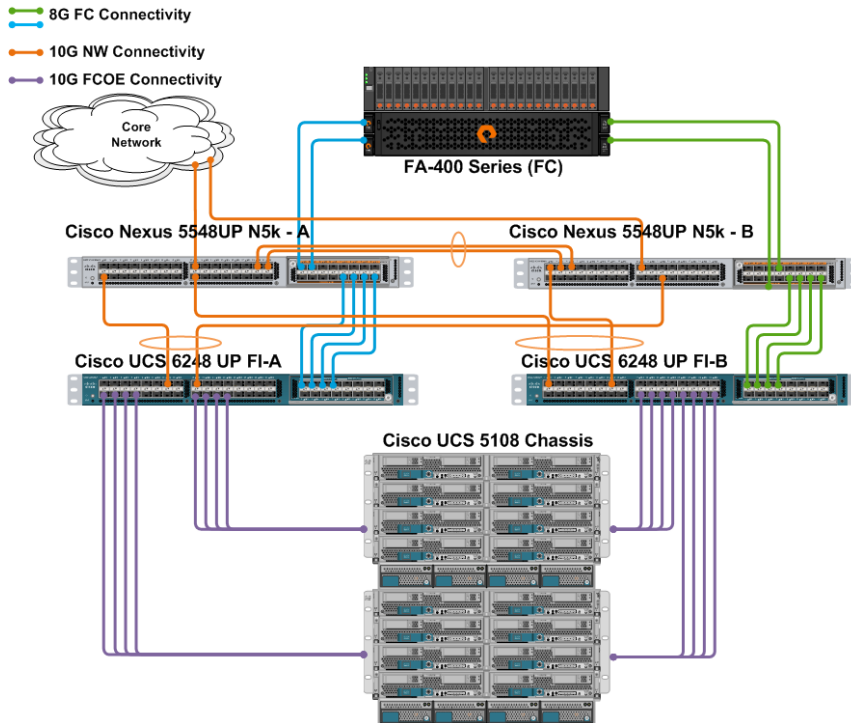 8G FC Connectivity
10G NW Connectivity
10G FCOE Connectivity
Core
Network
FA-400 Series (FC)
Cisco Nexus 5548UP N5k - A
Cisco Nexus 5548UP N5k - B
Cisco UCS 6248 UP FI-A
Cisco UCS 6248 UP FI-B
Cisco UCS 5108 Chassis